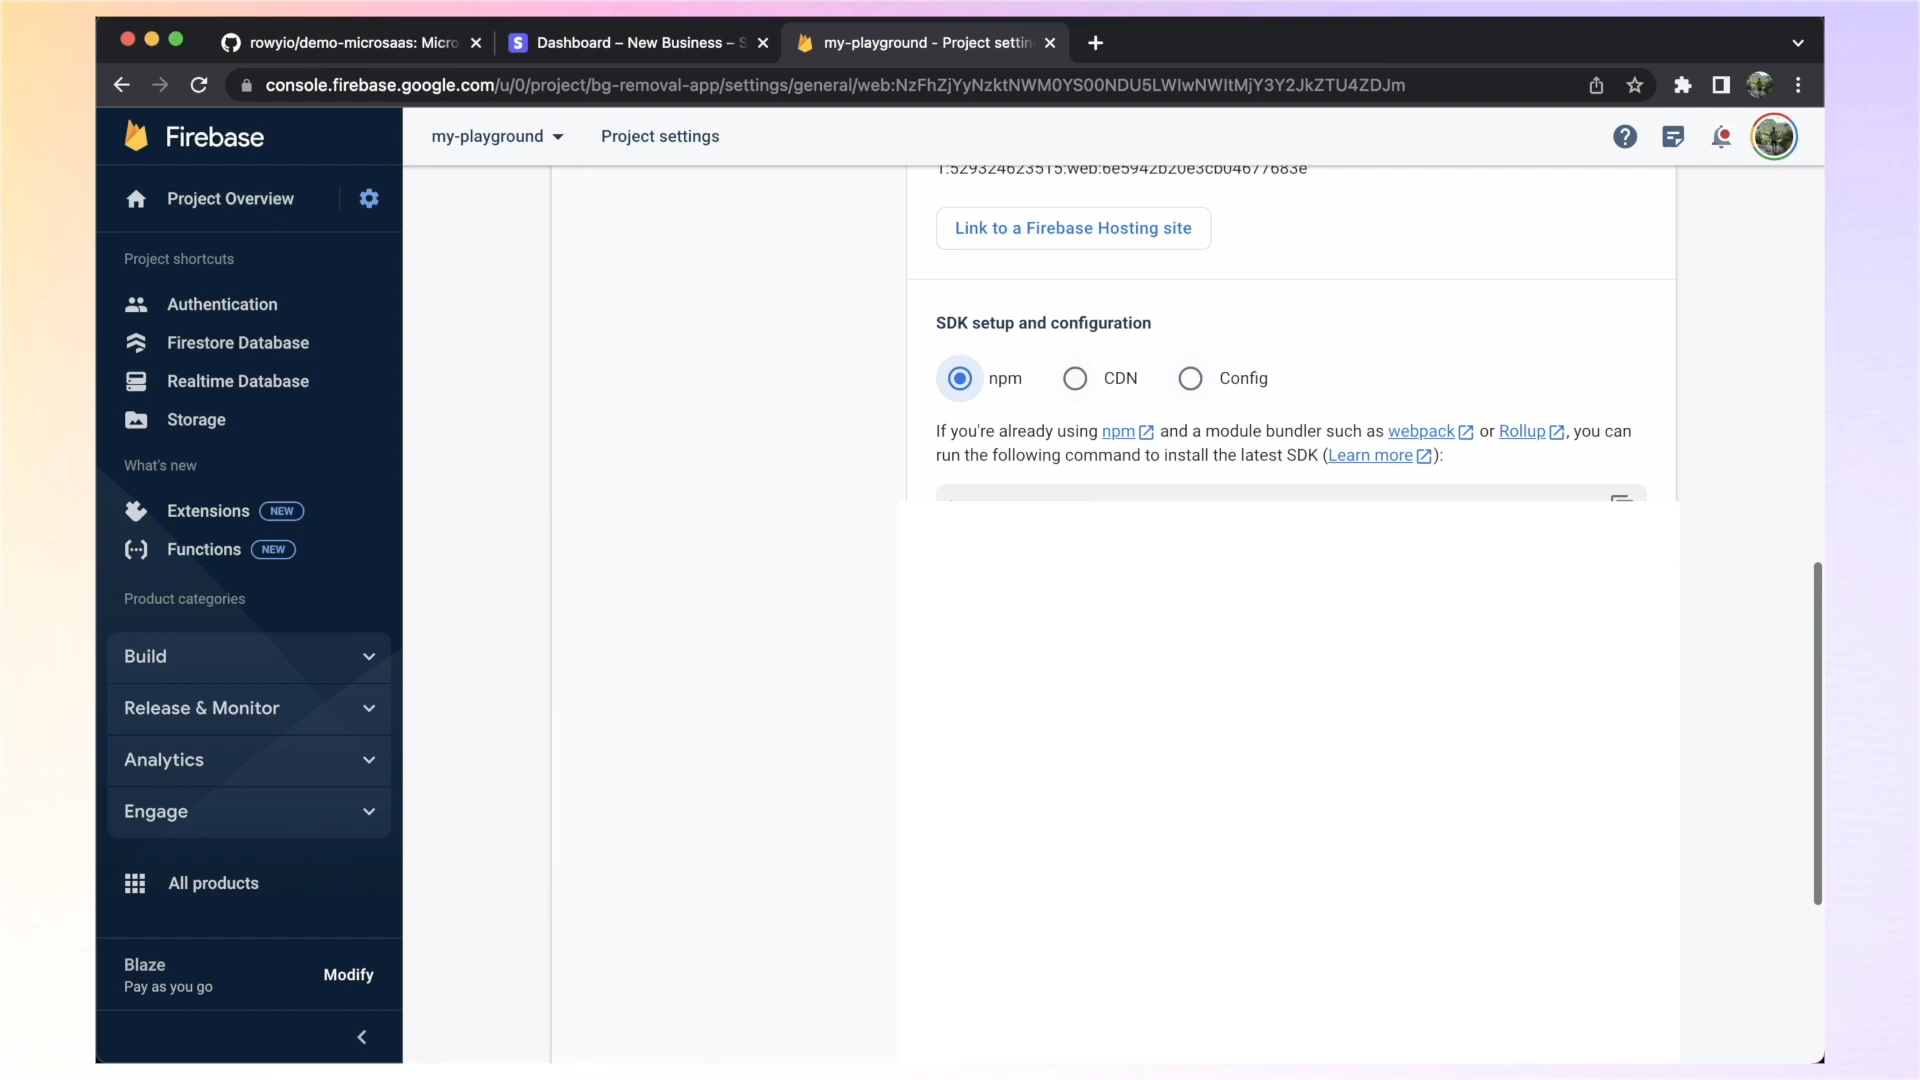 rowyio/demo-microsaas: Micro
Dashboard – New Business – S
my-playground - Project settin
console.firebase.google.com/u/0/project/bg-removal-app/settings/general/web:NzFhZjYyNzktNWM0YS00NDU5LWIwNWItMjY3Y2JkZTU4ZDJm
Firebase
my-playground
Project settings
Project Overview
1:529324623515:web:6e5942b20e3cb04677683e
Link to a Firebase Hosting site
Project shortcuts
Authentication
Firestore Database
Realtime Database
Storage
SDK setup and configuration
npm
CDN
Config
If you're already using npm and a module bundler such as webpack or Rollup, you can
run the following command to install the latest SDK (Learn more):
What's new
Extensions NEW
Functions NEW
Product categories
Build
Release & Monitor
Analytics
Engage
All products
Blaze
Pay as you go
Modify